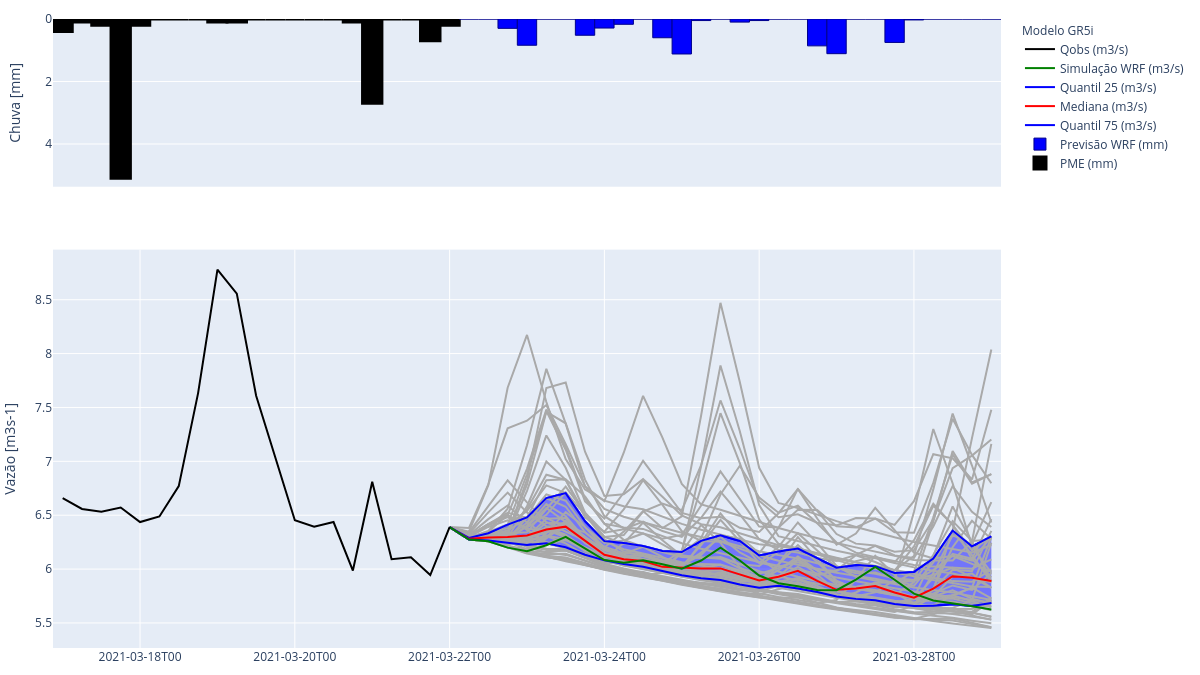 0
2
4
Chuva [mm]
Modelo GR5i
Qobs (m3/s)
Simulação WRF (m3/s)
Quantil 25 (m3/s)
Mediana (m3/s)
Quantil 75 (m3/s)
Previsão WRF (mm)
PME (mm)
8.5
8
7.5
7
6.5
6
5.5
Vazão [m3s-1]
2021-03-18T00
2021-03-20T00
2021-03-22T00
2021-03-24T00
2021-03-26T00
2021-03-28T00